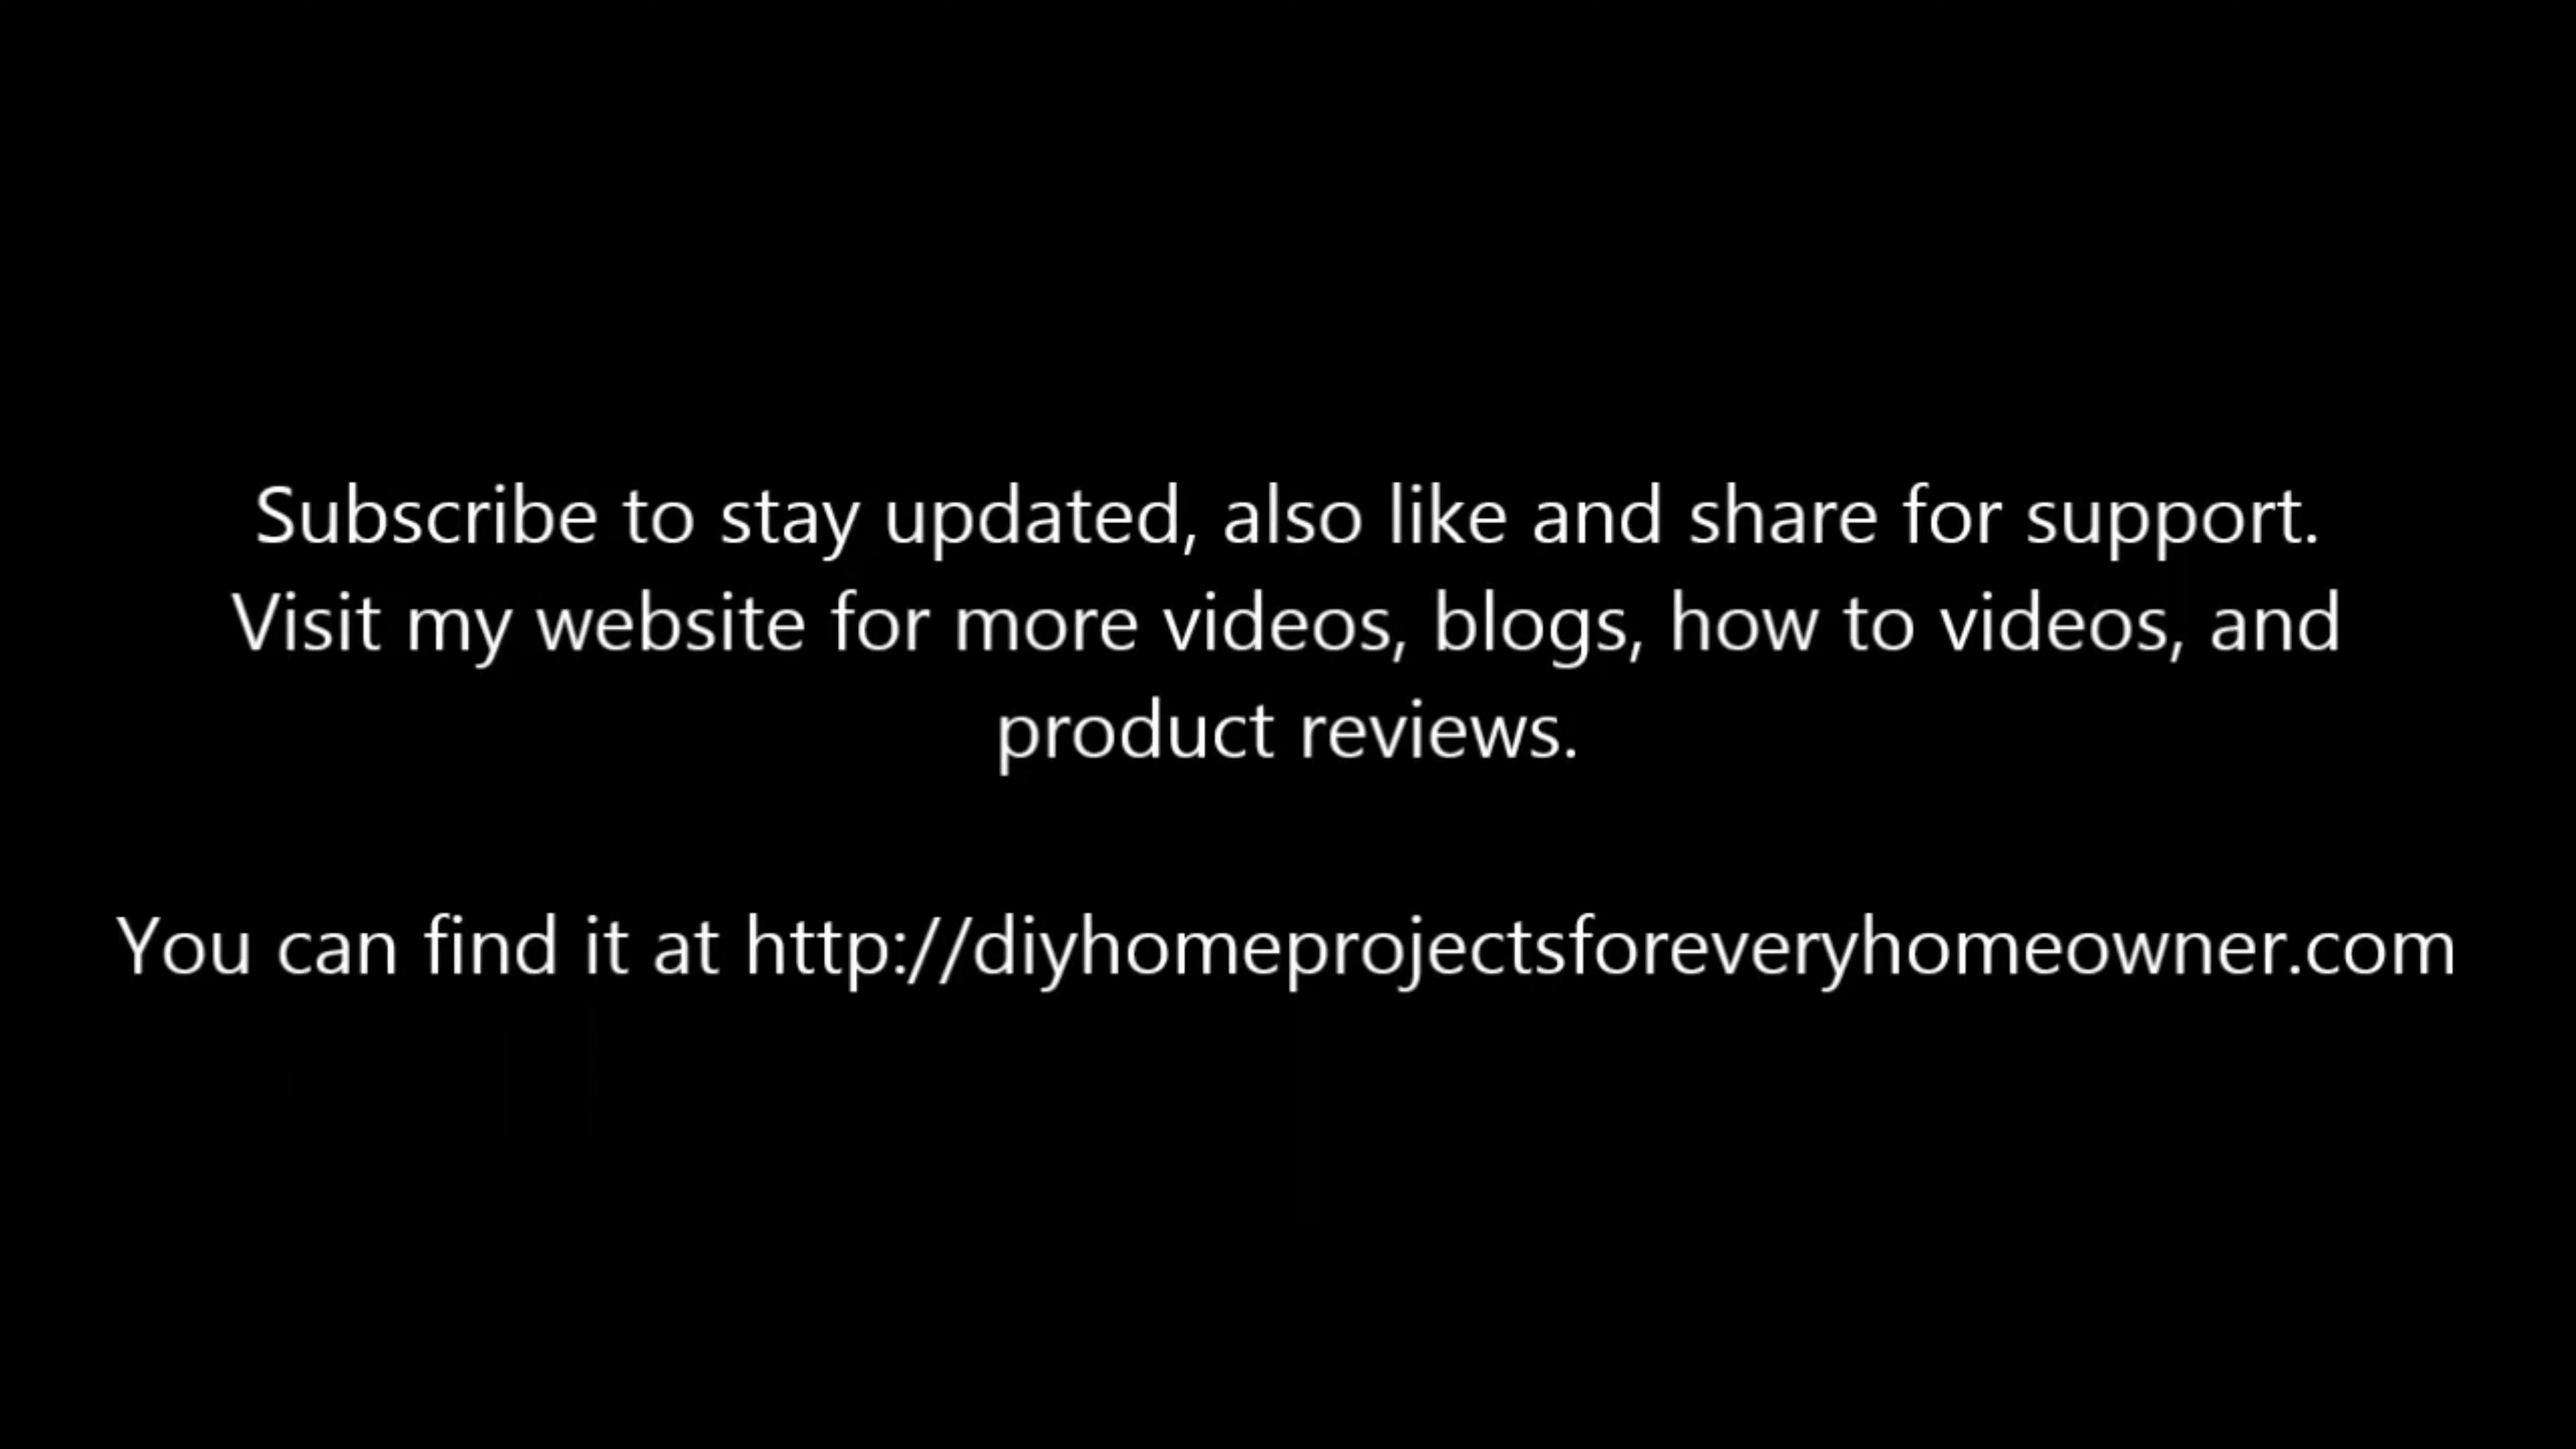 Subscribe to stay updated, also like and share for support.
Visit my website for more videos, blogs, how to videos, and
product reviews.
You can find it at http://diyhomeprojectsforeveryhomeowner.com